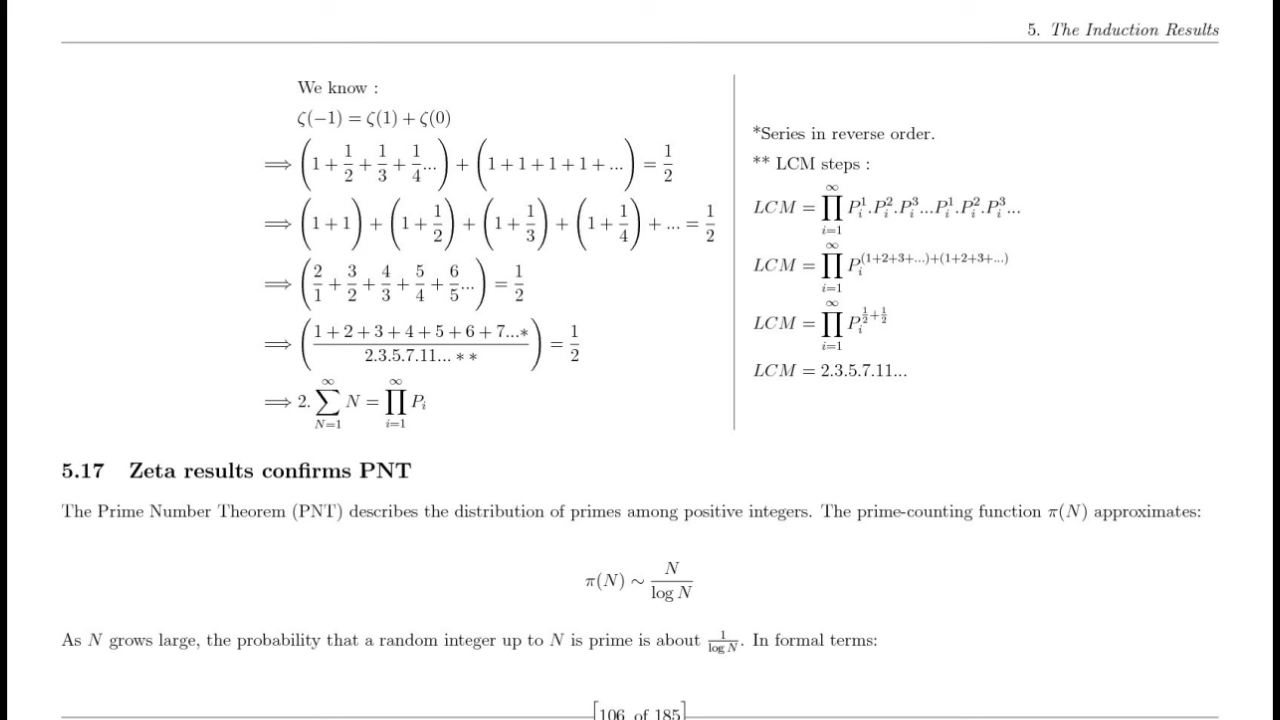 5. The Induction Results
We know :
ζ(−1) = ζ(1) + ζ(0)
⟹ (1 + 1/2 + 1/3 + 1/4...) + (1 + 1 + 1 + 1 + ...) = 1/2
⟹ (1 + 1) + (1 + 1/2) + (1 + 1/3) + (1 + 1/4) + ... = 1/2
⟹ (2/1 + 3/2 + 4/3 + 5/4 + 6/5...) = 1/2
⟹ ((1 + 2 + 3 + 4 + 5 + 6 + 7...∗)/(2.3.5.7.11... ∗ ∗)) = 1/2
⟹ 2. ∑_{N=1}^{∞} N = ∏_{i=1}^{∞} P_i
*Series in reverse order.
** LCM steps :
LCM = ∏_{i=1}^{∞} P_i^1.P_i^2.P_i^3...P_i^1.P_i^2.P_i^3...
LCM = ∏_{i=1}^{∞} P_i^{(1+2+3+...)+(1+2+3+...)}
LCM = ∏_{i=1}^{∞} P_i^{1/2+1/2}
LCM = 2.3.5.7.11...
5.17 Zeta results confirms PNT
The Prime Number Theorem (PNT) describes the distribution of primes among positive integers. The prime-counting function π(N) approximates:
π(N) ∼ N/log N
As N grows large, the probability that a random integer up to N is prime is about 1/log N. In formal terms:
[106 of 185]